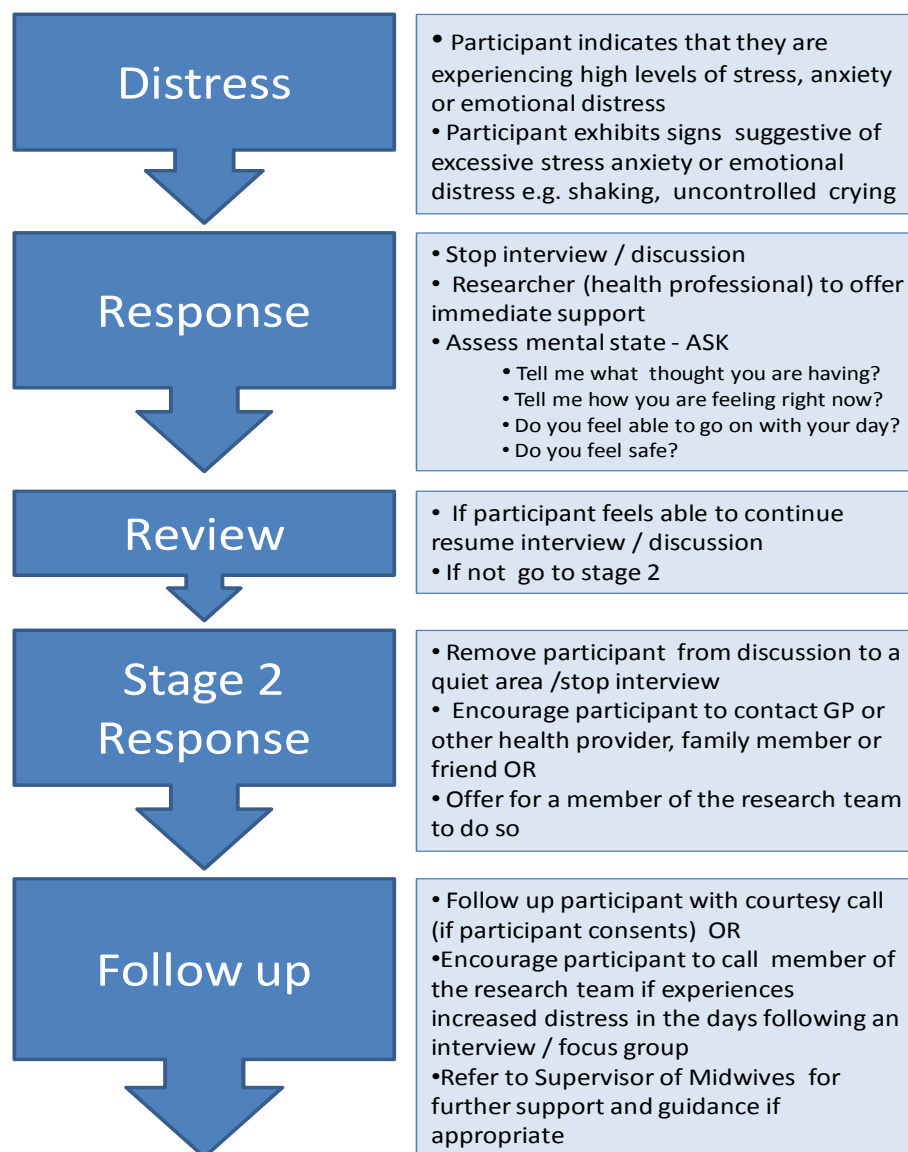 Distress
• Participant indicates that they are
experiencing high levels of stress, anxiety
or emotional distress
• Participant exhibits signs suggestive of
excessive stress anxiety or emotional
distress e.g. shaking, uncontrolled crying
Response
• Stop interview / discussion
• Researcher (health professional) to offer
immediate support
• Assess mental state - ASK
• Tell me what thought you are having?
• Tell me how you are feeling right now?
• Do you feel able to go on with your day?
• Do you feel safe?
Review
• If participant feels able to continue
resume interview / discussion
• If not go to stage 2
Stage 2
Response
• Remove participant from discussion to a
quiet area /stop interview
• Encourage participant to contact GP or
other health provider, family member or
friend OR
• Offer for a member of the research team
to do so
Follow up
• Follow up participant with courtesy call
(if participant consents) OR
•Encourage participant to call member of
the research team if experiences
increased distress in the days following an
interview / focus group
•Refer to Supervisor of Midwives for
further support and guidance if
appropriate